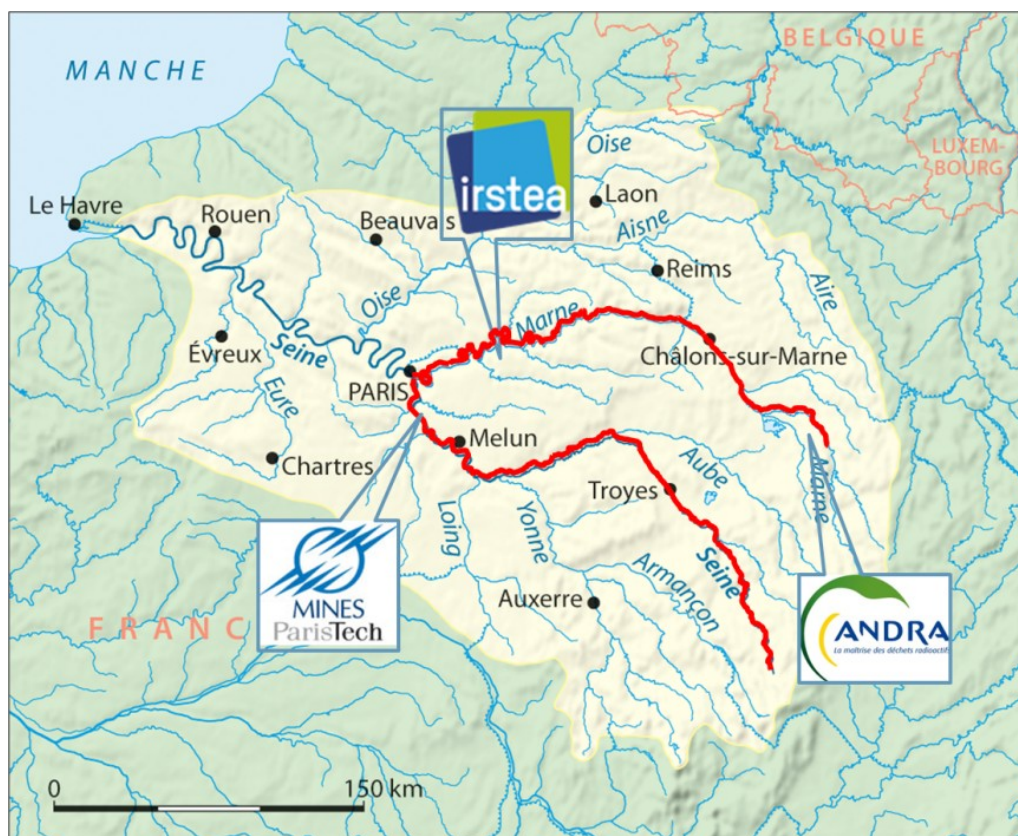 BELGIQUE
MANCHE
Oise
LUXEM-
BOURG
irstea
Laon
Le Havre
Rouen
Beauvais
Aisne
Reims
Aire
Oise
Marne
Évreux
Seine
Châlons-sur-Marne
PARIS
Eure
Melun
Chartres
Aube
Marne
Troyes
Loing
Yonne
Seine
Armançon
MINES
ParisTech
Auxerre
FRANC
ANDRA
La maîtrise des déchets radioactifs
0
150 km